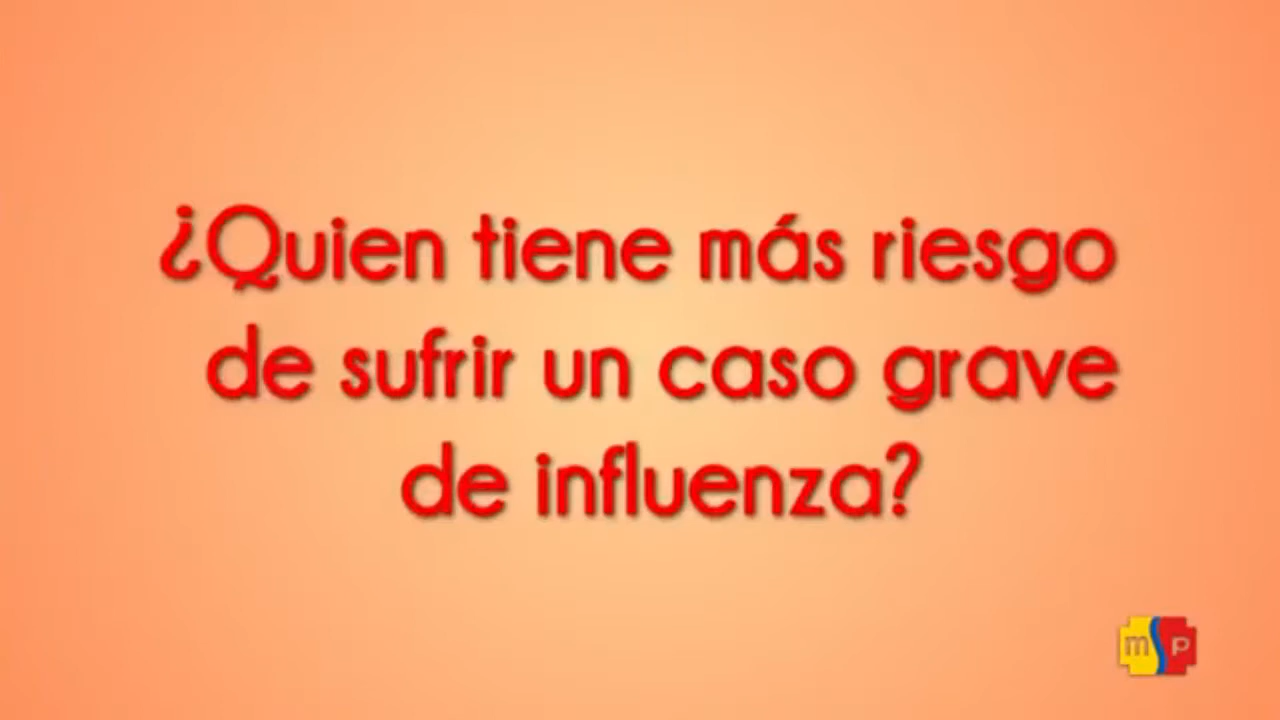 ¿Quien tiene más riesgo
de sufrir un caso grave
de influenza?
m p